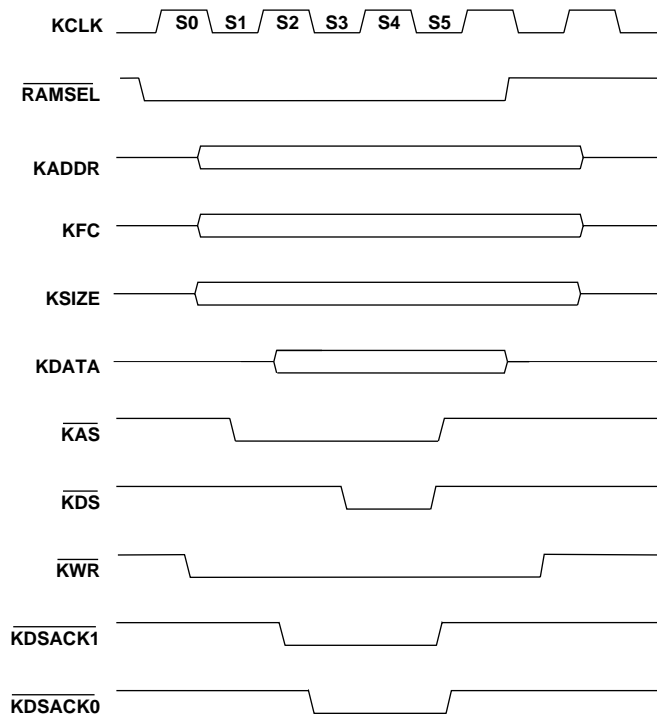 KCLK S0 S1 S2 S3 S4 S5
RAMSEL
KADDR
KFC
KSIZE
KDATA
KAS
KDS
KWR
KDSACK1
KDSACK0